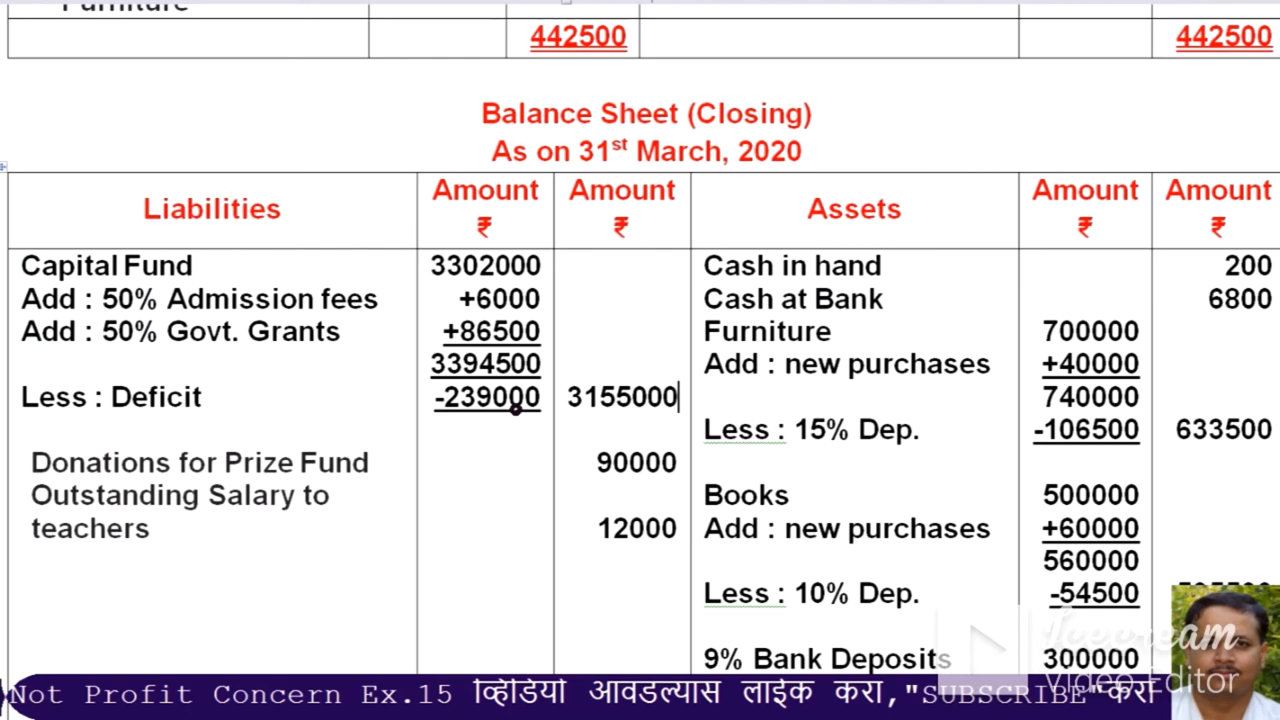 Furniture
442500 442500
Balance Sheet (Closing)
As on 31st March, 2020
Liabilities Amount ₹ Amount ₹ Assets Amount ₹ Amount ₹
Capital Fund 3302000 Cash in hand 200
Add : 50% Admission fees +6000 Cash at Bank 6800
Add : 50% Govt. Grants +86500 Furniture 700000
3394500 Add : new purchases +40000
Less : Deficit -239000 3155000 740000
Less : 15% Dep. -106500 633500
Donations for Prize Fund 90000
Outstanding Salary to Books 500000
teachers 12000 Add : new purchases +60000
560000
Less : 10% Dep. -54500
9% Bank Deposits 300000
Icecream
Video Editor
Not Profit Concern Ex.15 व्हिडियो आवडल्यास लाईक करा,"SUBSCRIBE"करा